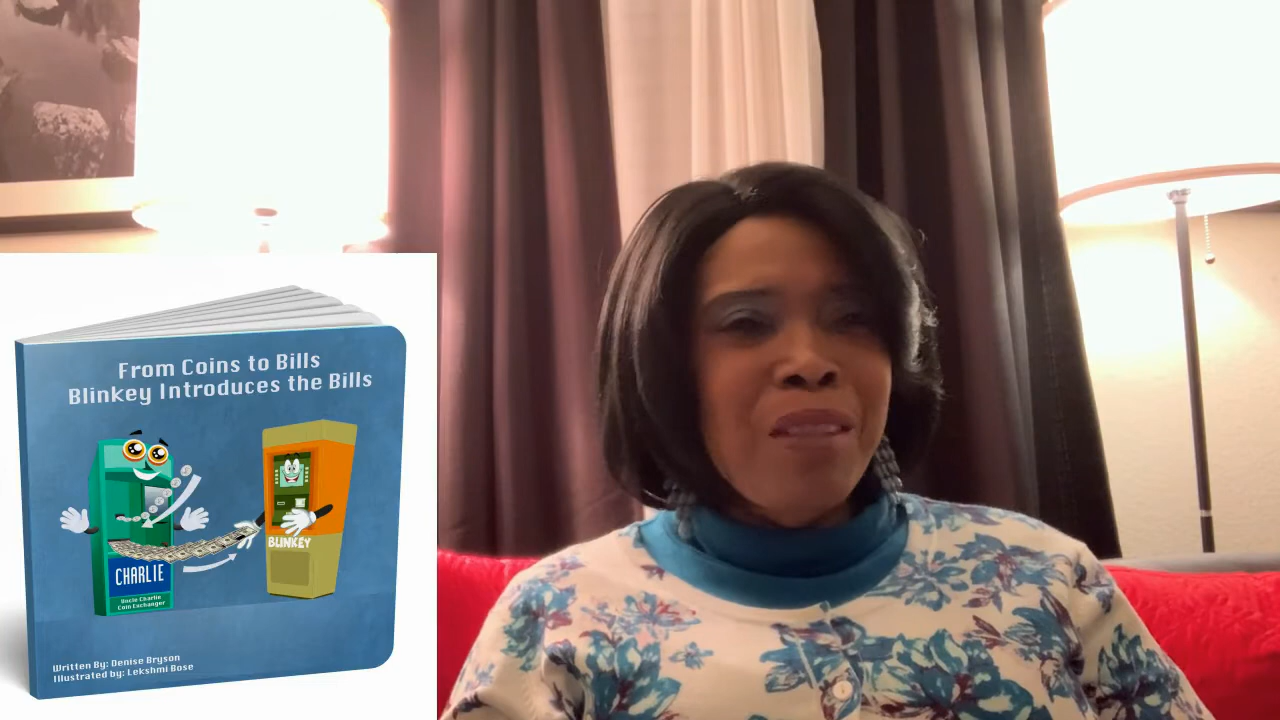 From Coins to Bills
Blinkey Introduces the Bills
CHARLIE
Uncle Charlie
Coin Exchanger
BLINKEY
Written By: Denise Bryson
Illustrated by: Lekshmi Bose